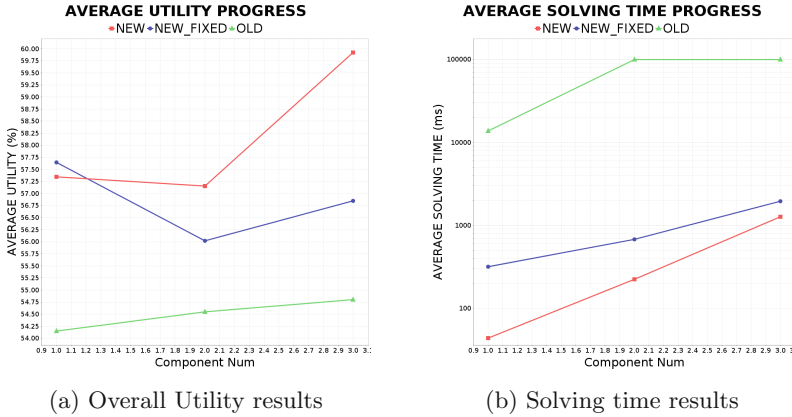 AVERAGE UTILITY PROGRESS
NEW NEW_FIXED OLD
AVERAGE UTILITY (%)
60.00
59.75
59.50
59.25
59.00
58.75
58.50
58.25
58.00
57.75
57.50
57.25
57.00
56.75
56.50
56.25
56.00
55.75
55.50
55.25
55.00
54.75
54.50
54.25
54.00
0.9 1.0 1.1 1.2 1.3 1.4 1.5 1.6 1.7 1.8 1.9 2.0 2.1 2.2 2.3 2.4 2.5 2.6 2.7 2.8 2.9 3.0 3.
Component Num
(a) Overall Utility results
AVERAGE SOLVING TIME PROGRESS
NEW NEW_FIXED OLD
AVERAGE SOLVING TIME (ms)
100000
10000
1000
100
0.9 1.0 1.1 1.2 1.3 1.4 1.5 1.6 1.7 1.8 1.9 2.0 2.1 2.2 2.3 2.4 2.5 2.6 2.7 2.8 2.9 3.0 3.
Component Num
(b) Solving time results